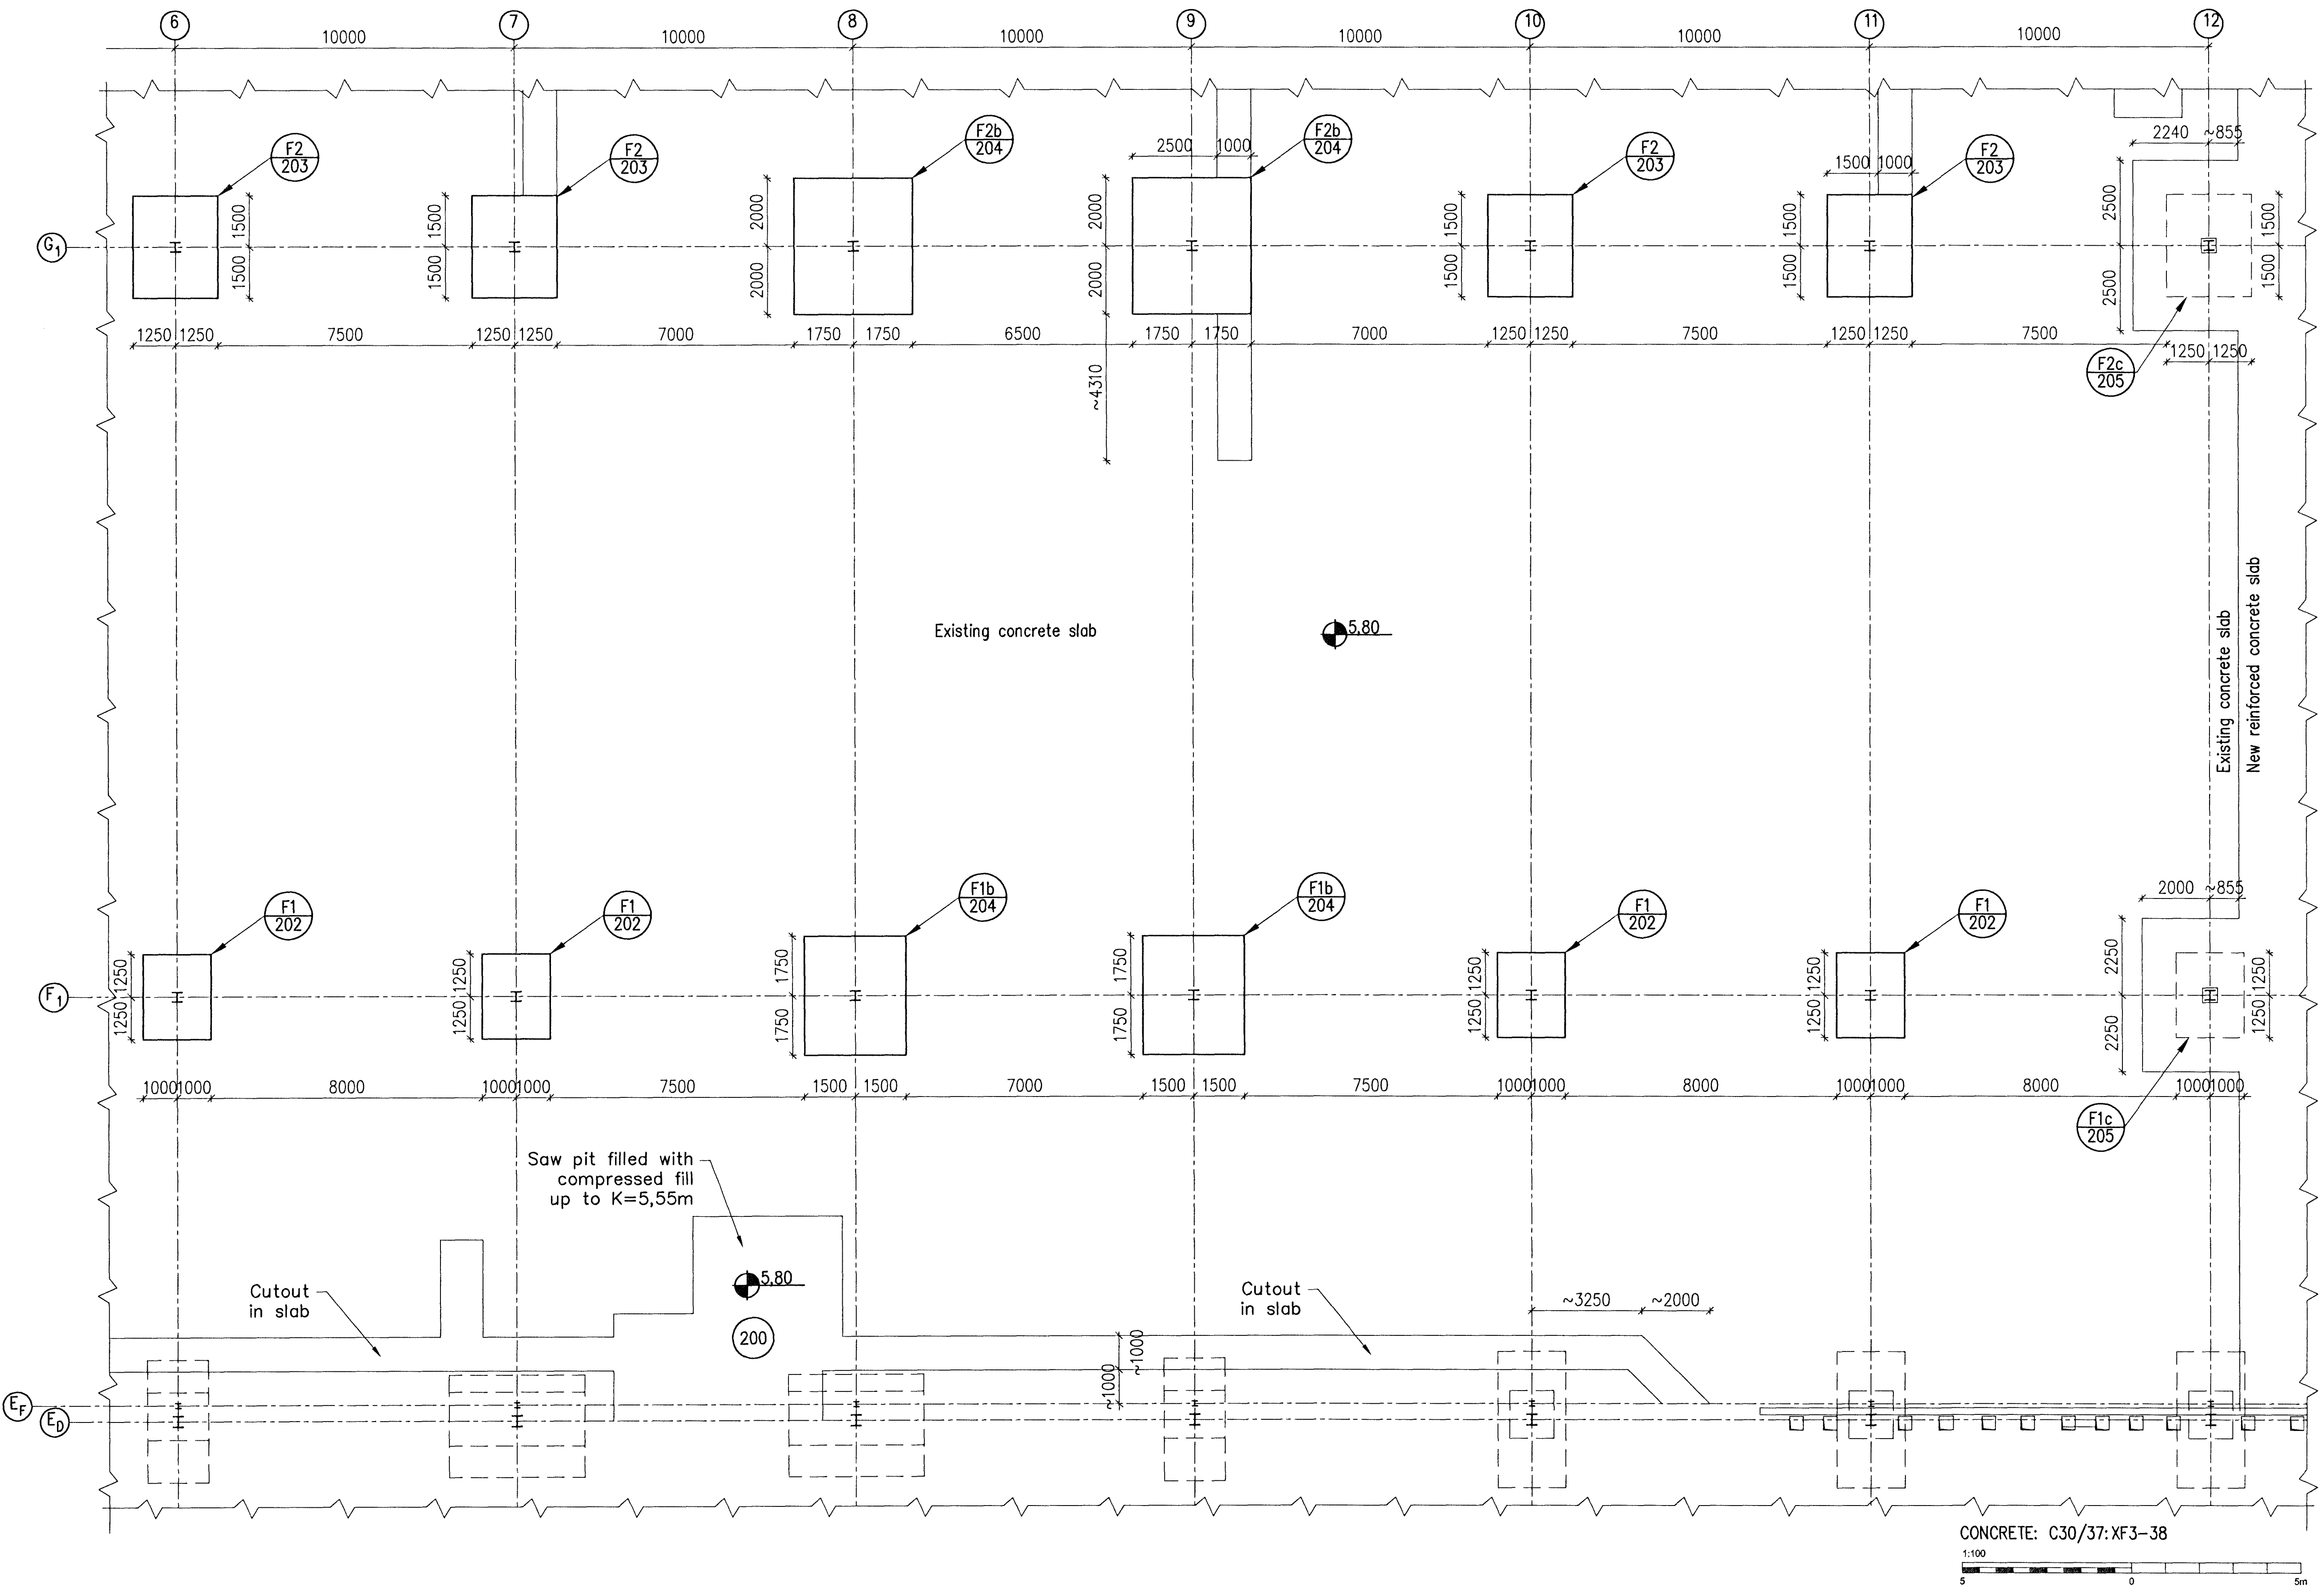 6 7 8 9 10 11 12
10000 10000 10000 10000 10000 10000
F2 203
F2 203
F2b 204
F2b 204
F2 203
F2 203
2500 1000
1500 1000
2240 ~855
G1
1500 1500
1500 1500
2000 2000
2000 2000
1500 1500
1500 1500
2500 2500
1500 1500
1250 1250 7500 1250 1250 7000 1750 1750 6500 1750 1750 7000 1250 1250 7500 1250 1250 7500
1250 1250
~4310
F2c 205
Existing concrete slab
5,80
Existing concrete slab
New reinforced concrete slab
F1 202
F1 202
F1b 204
F1b 204
F1 202
F1 202
2000 ~855
F1
1250 1250
1250 1250
1750 1750
1750 1750
1250 1250
1250 1250
2250 2250
1250 1250
1000 1000 8000 1000 1000 7500 1500 1500 7000 1500 1500 7500 1000 1000 8000 1000 1000 8000 1000 1000
F1c 205
Saw pit filled with
compressed fill
up to K=5,55m
5,80
200
Cutout
in slab
Cutout
in slab
~3250 ~2000
~1000
~1000
EF
ED
CONCRETE: C30/37:XF3-38
1:100
5 0 5m